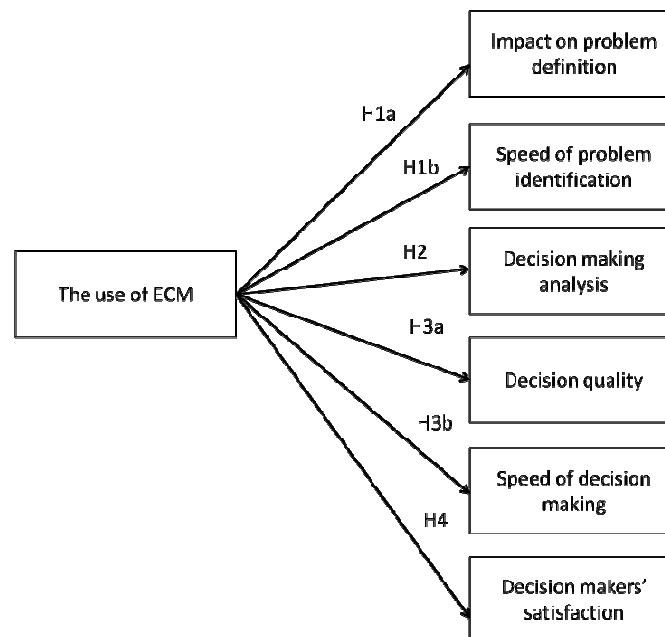 Impact on problem
definition
H1a
Speed of problem
identification
H1b
H2
Decision making
analysis
The use of ECM
H3a
Decision quality
H3b
Speed of decision
making
H4
Decision makers'
satisfaction